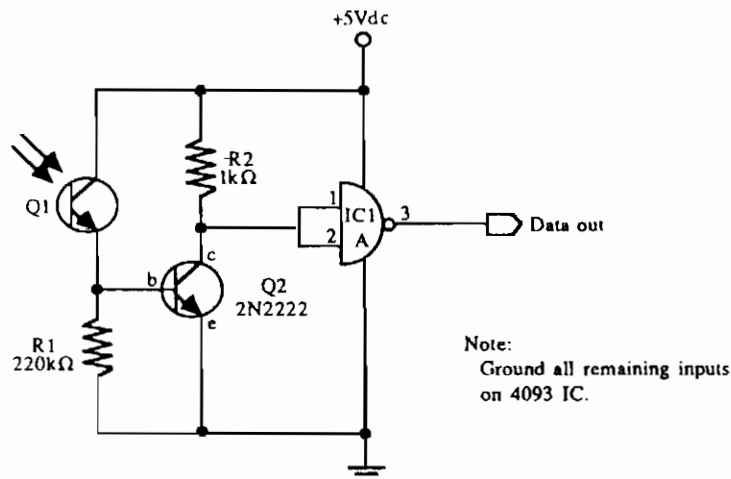 +5Vdc
R2
1kΩ
Q1
1
IC1
3
2
A
Data out
c
b
Q2
2N2222
e
R1
220kΩ
Note:
Ground all remaining inputs
on 4093 IC.